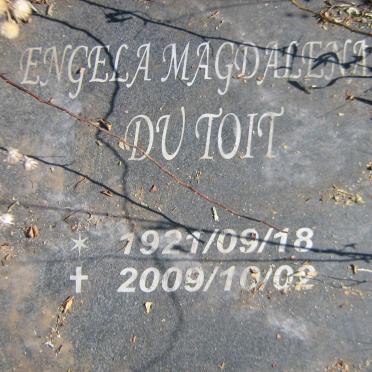 ENGELA MAGDALENA
DU TOIT
* 1921/09/18
✝ 2009/10/02